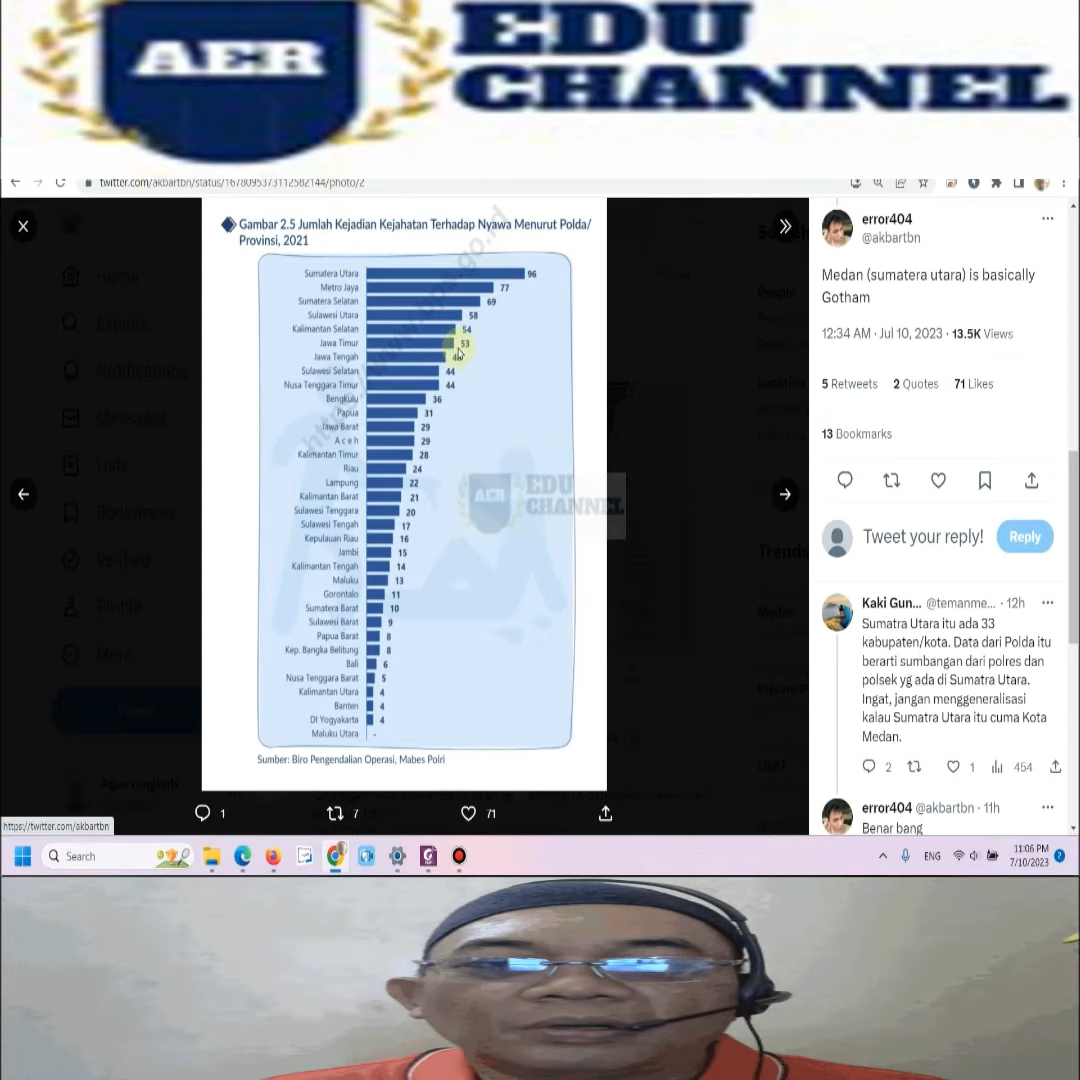 AER
EDU
CHANNEL
twitter.com/akbartbn/status/1678095373112582144/photo/2
Gambar 2.5 Jumlah Kejadian Kejahatan Terhadap Nyawa Menurut Polda/
Provinsi, 2021
Sumatera Utara 96
Metro Jaya 77
Sumatera Selatan 69
Sulawesi Utara 58
Kalimantan Selatan 54
Jawa Timur 53
Jawa Tengah
Sulawesi Selatan 44
Nusa Tenggara Timur 44
Bengkulu 36
Papua 31
Jawa Barat 29
Aceh 29
Kalimantan Timur 28
Riau 24
Lampung 22
Kalimantan Barat 21
Sulawesi Tenggara 20
Sulawesi Tengah 17
Kepulauan Riau 16
Jambi 15
Kalimantan Tengah 14
Maluku 13
Gorontalo 11
Sumatera Barat 10
Sulawesi Barat 9
Papua Barat 8
Kep. Bangka Belitung 8
Bali 6
Nusa Tenggara Barat 5
Kalimantan Utara 4
Banten 4
DI Yogyakarta 4
Maluku Utara -
Sumber: Biro Pengendalian Operasi, Mabes Polri
AER EDU
CHANNEL
Home
Explore
Notifications
Messages
Lists
Bookmarks
Verified
Profile
More
1 7 71
https://twitter.com/akbartbn
error404
@akbartbn
Medan (sumatera utara) is basically
Gotham
12:34 AM · Jul 10, 2023 · 13.5K Views
5 Retweets 2 Quotes 71 Likes
13 Bookmarks
Tweet your reply! Reply
Kaki Gun... @temanme... · 12h
Sumatra Utara itu ada 33
kabupaten/kota. Data dari Polda itu
berarti sumbangan dari polres dan
polsek yg ada di Sumatra Utara.
Ingat, jangan menggeneralisasi
kalau Sumatra Utara itu cuma Kota
Medan.
2 1 454
error404 @akbartbn · 11h
Benar bang
Search
ENG
11:06 PM
7/10/2023
2